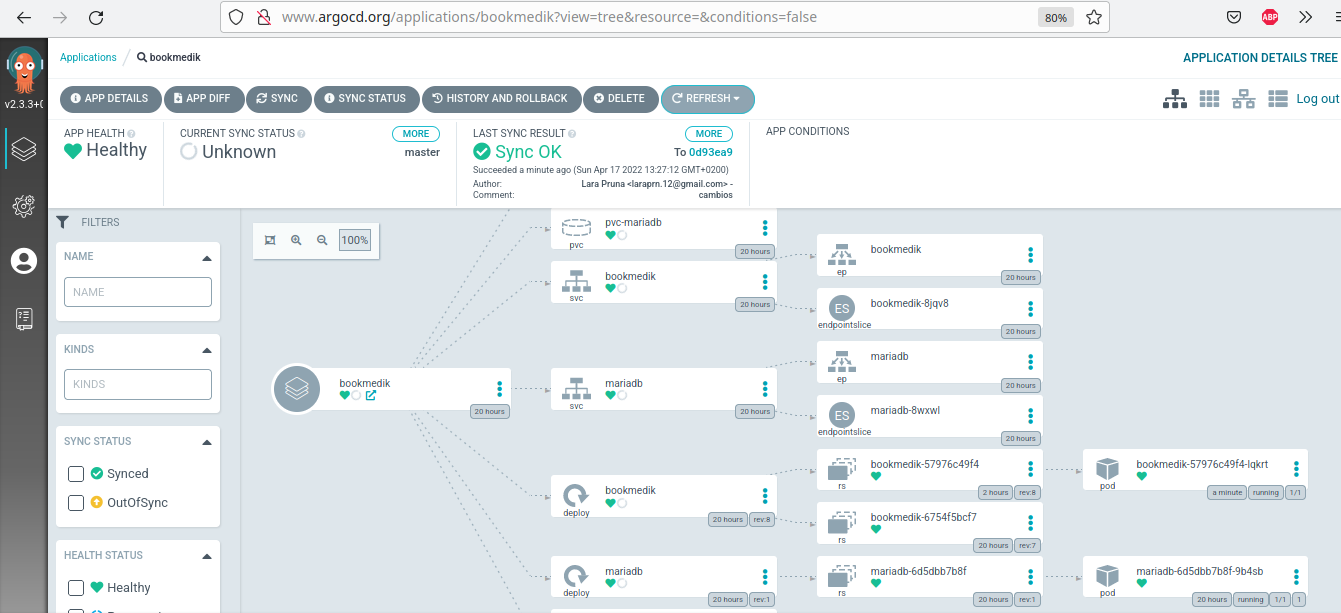 www.argocd.org/applications/bookmedik?view=tree&resource=&conditions=false
80%
ABP
v2.3.3+(
Applications / bookmedik
APPLICATION DETAILS TREE
APP DETAILS
APP DIFF
SYNC
SYNC STATUS
HISTORY AND ROLLBACK
DELETE
REFRESH
Log out
APP HEALTH
Healthy
CURRENT SYNC STATUS
MORE
Unknown
master
LAST SYNC RESULT
MORE
Sync OK
To 0d93ea9
Succeeded a minute ago (Sun Apr 17 2022 13:27:12 GMT+0200)
Author: Lara Pruna <laraprn.12@gmail.com> -
Comment: cambios
APP CONDITIONS
FILTERS
NAME
NAME
KINDS
KINDS
SYNC STATUS
Synced
OutOfSync
HEALTH STATUS
Healthy
100%
bookmedik
20 hours
pvc-mariadb
pvc
20 hours
bookmedik
svc
20 hours
bookmedik
ep
20 hours
ES
bookmedik-8jqv8
endpointslice
20 hours
mariadb
svc
20 hours
mariadb
ep
20 hours
ES
mariadb-8wxwl
endpointslice
20 hours
bookmedik
deploy
20 hours
rev:8
bookmedik-57976c49f4
rs
2 hours
rev:8
bookmedik-57976c49f4-lqkrt
pod
a minute
running
1/1
bookmedik-6754f5bcf7
rs
20 hours
rev:7
mariadb
deploy
20 hours
rev:1
mariadb-6d5dbb7b8f
rs
20 hours
rev:1
mariadb-6d5dbb7b8f-9b4sb
pod
20 hours
running
1/1
1